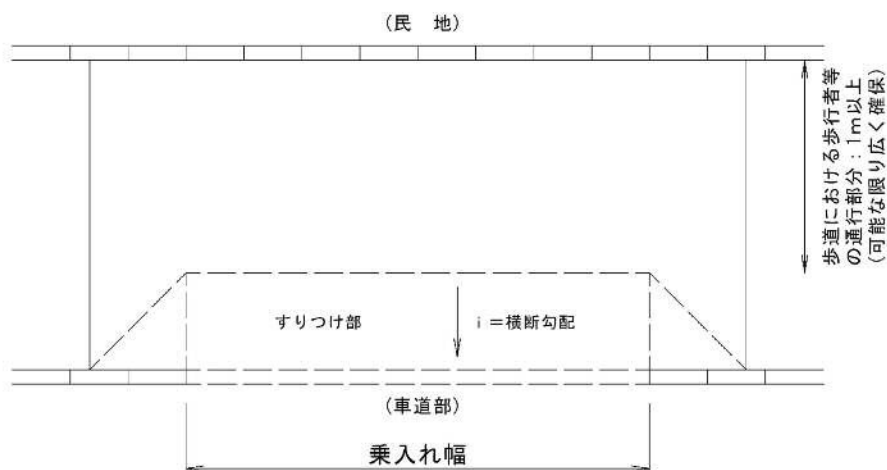 (民 地)
歩道における歩行者等
の通行部分:1m以上
(可能な限り広く確保)
すりつけ部
i=横断勾配
(車道部)
乗入れ幅